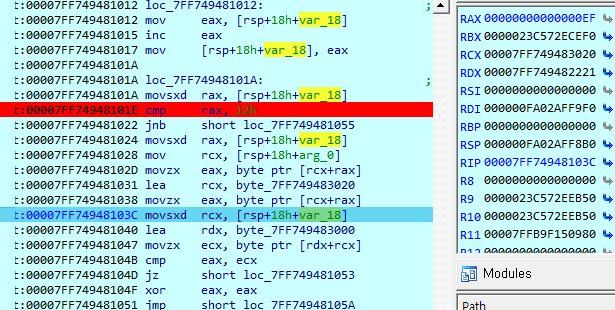 t:00007FF749481012 loc_7FF749481012: ;
t:00007FF749481012 mov eax, [rsp+18h+var_18]
t:00007FF749481015 inc eax
t:00007FF749481017 mov [rsp+18h+var_18], eax
t:00007FF74948101A
t:00007FF74948101A loc_7FF74948101A: ;
t:00007FF74948101A movsxd rax, [rsp+18h+var_18]
t:00007FF74948101E cmp rax, 12h
t:00007FF749481022 jnb short loc_7FF749481055
t:00007FF749481024 movsxd rax, [rsp+18h+var_18]
t:00007FF749481028 mov rcx, [rsp+18h+arg_0]
t:00007FF74948102D movzx eax, byte ptr [rcx+rax]
t:00007FF749481031 lea rcx, byte_7FF749483020
t:00007FF749481038 movzx eax, byte ptr [rcx+rax]
t:00007FF74948103C movsxd rcx, [rsp+18h+var_18]
t:00007FF749481040 lea rdx, byte_7FF749483000
t:00007FF749481047 movzx ecx, byte ptr [rdx+rcx]
t:00007FF74948104B cmp eax, ecx
t:00007FF74948104D jz short loc_7FF749481053
t:00007FF74948104F xor eax, eax
t:00007FF749481051 jmp short loc_7FF74948105A
RAX 00000000000000EF
RBX 0000023C572ECEF0
RCX 00007FF749483020
RDX 00007FF749482221
RSI 0000000000000000
RDI 000000FA02AFF9F0
RBP 0000000000000000
RSP 000000FA02AFF8B0
RIP 00007FF74948103C
R8 0000000000000000
R9 0000023C572EEB50
R10 0000023C572EEB50
R11 00007FFB9F150980
Modules
Path